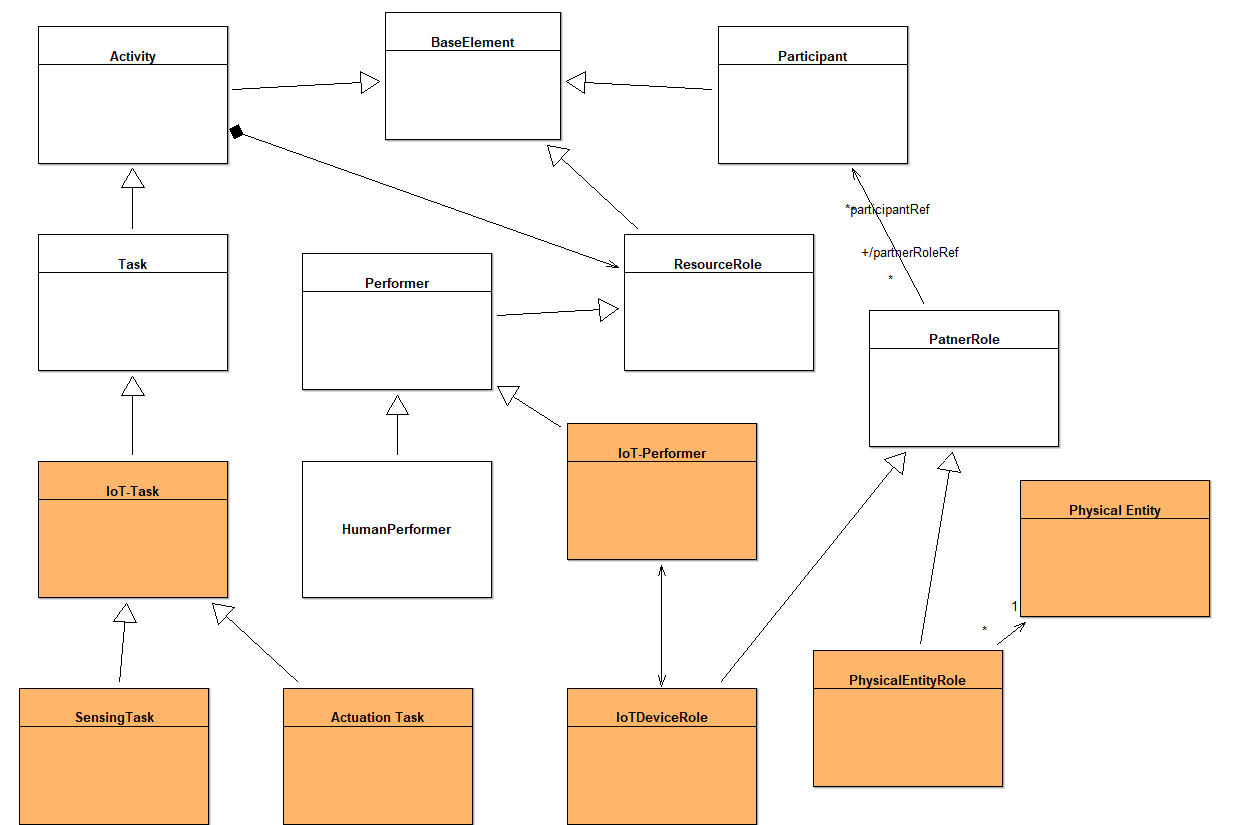 BaseElement
Activity
Participant
*participantRef
+/partnerRoleRef
*
Task
ResourceRole
Performer
PatnerRole
IoT-Performer
IoT-Task
Physical Entity
HumanPerformer
1
*
PhysicalEntityRole
SensingTask
Actuation Task
IoTDeviceRole